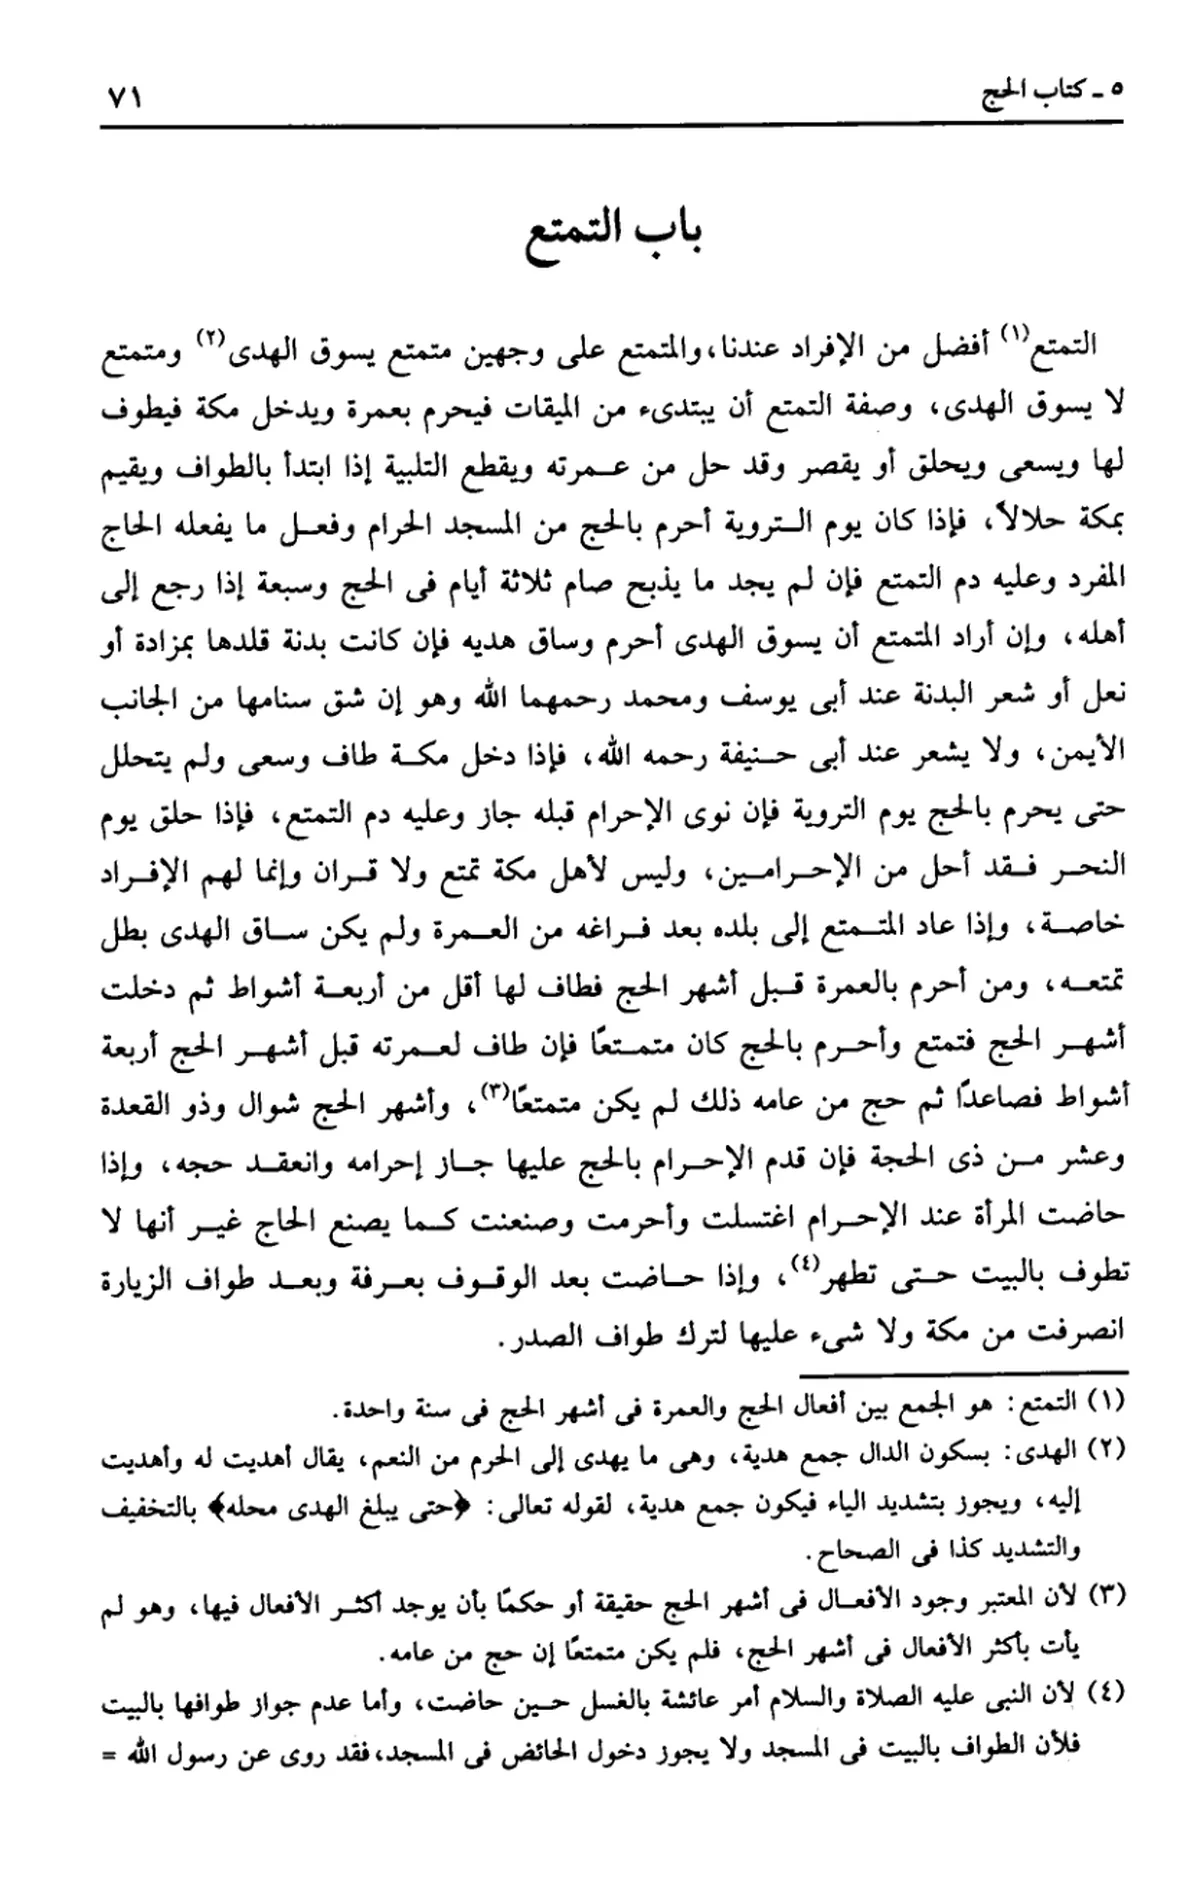 ٥ ـ كتاب الحج
٧١
باب التمتع
التمتع(١) أفضل من الإفراد عندنا، والمتمتع على وجهين متمتع يسوق الهدى(٢) ومتمتع
لا يسوق الهدى، وصفة التمتع أن يبتدىء من الميقات فيحرم بعمرة ويدخل مكة فيطوف
لها ويسعى ويحلق أو يقصر وقد حل من عمرته ويقطع التلبية إذا ابتدأ بالطواف ويقيم
بمكة حلالاً، فإذا كان يوم التروية أحرم بالحج من المسجد الحرام وفعل ما يفعله الحاج
المفرد وعليه دم التمتع فإن لم يجد ما يذبح صام ثلاثة أيام فى الحج وسبعة إذا رجع إلى
أهله، وإن أراد المتمتع أن يسوق الهدى أحرم وساق هديه فإن كانت بدنة قلدها بمزادة أو
نعل أو شعر البدنة عند أبى يوسف ومحمد رحمهما الله وهو إن شق سنامها من الجانب
الأيمن، ولا يشعر عند أبى حنيفة رحمه الله، فإذا دخل مكة طاف وسعى ولم يتحلل
حتى يحرم بالحج يوم التروية فإن نوى الإحرام قبله جاز وعليه دم التمتع، فإذا حلق يوم
النحر فقد أحل من الإحرامين، وليس لأهل مكة تمتع ولا قران وإنما لهم الإفراد
خاصة، وإذا عاد المتمتع إلى بلده بعد فراغه من العمرة ولم يكن ساق الهدى بطل
تمتعه، ومن أحرم بالعمرة قبل أشهر الحج فطاف لها أقل من أربعة أشواط ثم دخلت
أشهر الحج فتمتع وأحرم بالحج كان متمتعًا فإن طاف لعمرته قبل أشهر الحج أربعة
أشواط فصاعدًا ثم حج من عامه ذلك لم يكن متمتعًا(٣)، وأشهر الحج شوال وذو القعدة
وعشر من ذى الحجة فإن قدم الإحرام بالحج عليها جاز إحرامه وانعقد حجه، وإذا
حاضت المرأة عند الإحرام اغتسلت وأحرمت وصنعت كما يصنع الحاج غير أنها لا
تطوف بالبيت حتى تطهر(٤)، وإذا حاضت بعد الوقوف بعرفة وبعد طواف الزيارة
انصرفت من مكة ولا شىء عليها لترك طواف الصدر.
(١) التمتع: هو الجمع بين أفعال الحج والعمرة فى أشهر الحج فى سنة واحدة.
(٢) الهدى: بسكون الدال جمع هدية، وهى ما يهدى إلى الحرم من النعم، يقال أهديت له وأهديت
إليه، ويجوز بتشديد الياء فيكون جمع هدية، لقوله تعالى: ﴿حتى يبلغ الهدى محله﴾ بالتخفيف
والتشديد كذا فى الصحاح.
(٣) لأن المعتبر وجود الأفعال فى أشهر الحج حقيقة أو حكمًا بأن يوجد أكثر الأفعال فيها، وهو لم
يأت بأكثر الأفعال فى أشهر الحج، فلم يكن متمتعًا إن حج من عامه.
(٤) لأن النبى عليه الصلاة والسلام أمر عائشة بالغسل حين حاضت، وأما عدم جواز طوافها بالبيت
فلأن الطواف بالبيت فى المسجد ولا يجوز دخول الحائض فى المسجد، فقد روى عن رسول الله =